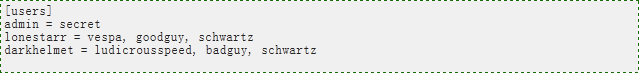 [users]
admin = secret
lonestarr = vespa, goodguy, schwartz
darkhelmet = ludicrousspeed, badguy, schwartz